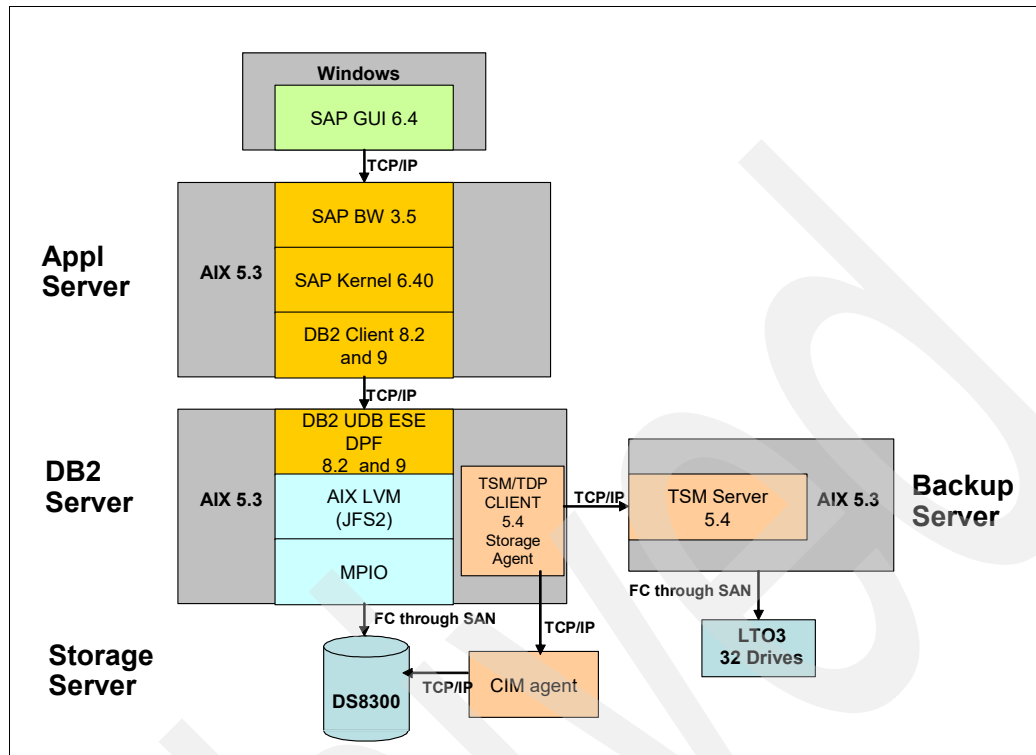 Windows
SAP GUI 6.4
TCP/IP
Appl
Server
AIX 5.3
SAP BW 3.5
SAP Kernel 6.40
DB2 Client 8.2
and 9
TCP/IP
DB2
Server
AIX 5.3
DB2 UDB ESE
DPF
8.2 and 9
AIX LVM
(JFS2)
MPIO
TSM/TDP
CLIENT
5.4
Storage
Agent
TCP/IP
TSM Server
5.4
AIX 5.3
Backup
Server
FC through SAN
TCP/IP
FC through SAN
LTO3
32 Drives
Storage
Server
DS8300
TCP/IP
CIM agent